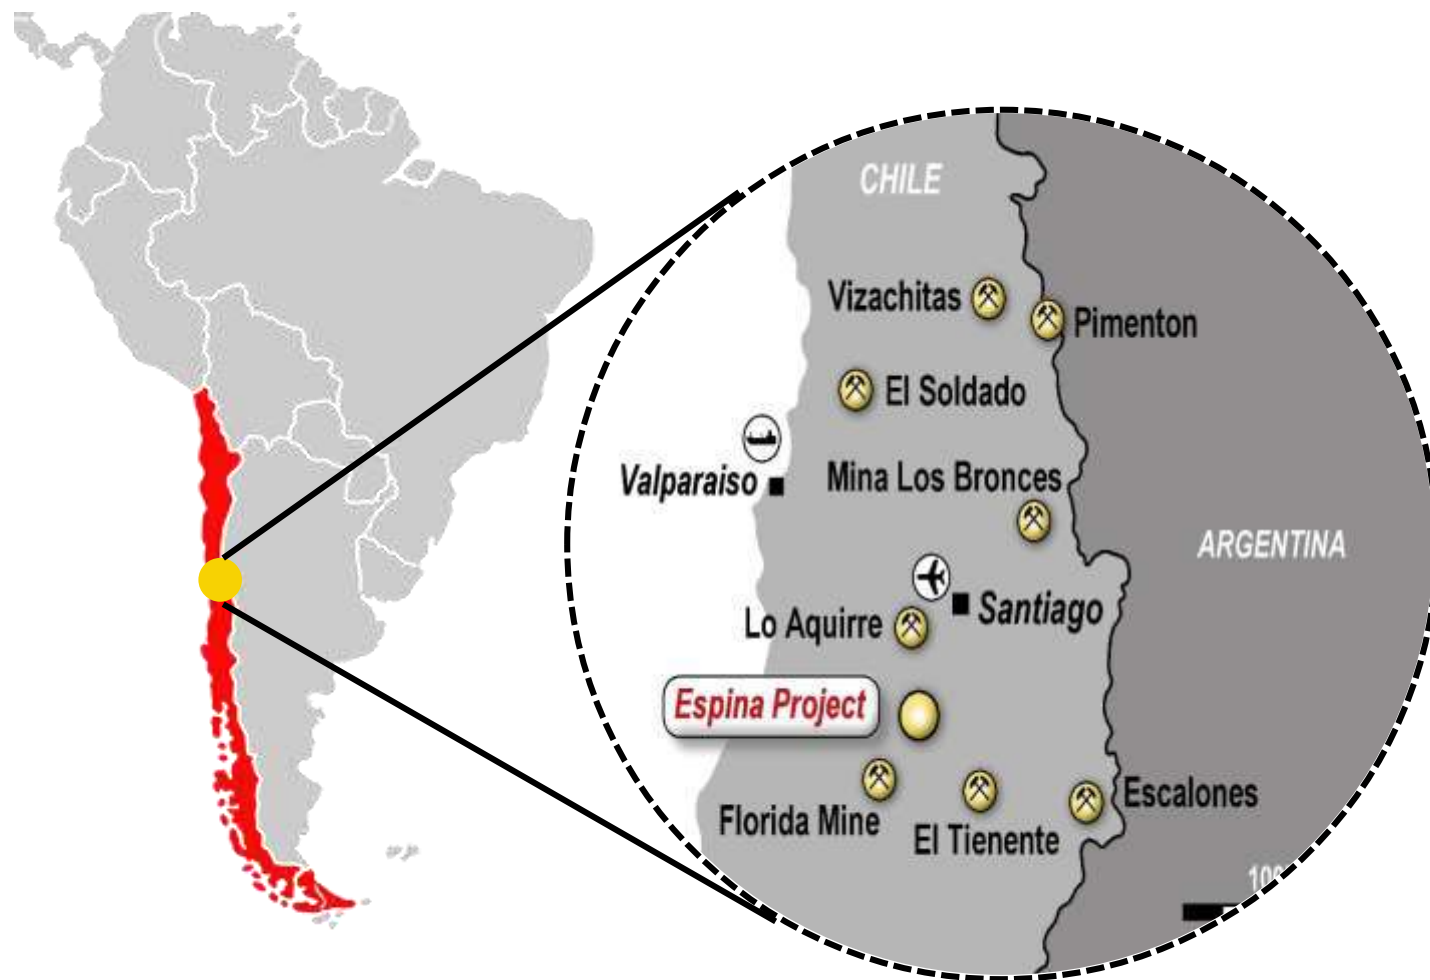 CHILE
Vizachitas
Pimenton
El Soldado
Valparaiso
Mina Los Bronces
ARGENTINA
Santiago
Lo Aquirre
Espina Project
Escalones
Florida Mine
El Tienente